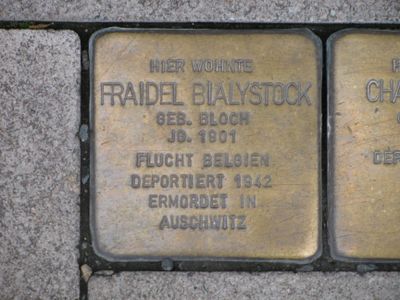 HIER WOHNTE
FRAIDEL BIALYSTOCK
GEB. BLOCH
JG. 1901
FLUCHT BELGIEN
DEPORTIERT 1942
ERMORDET IN
AUSCHWITZ